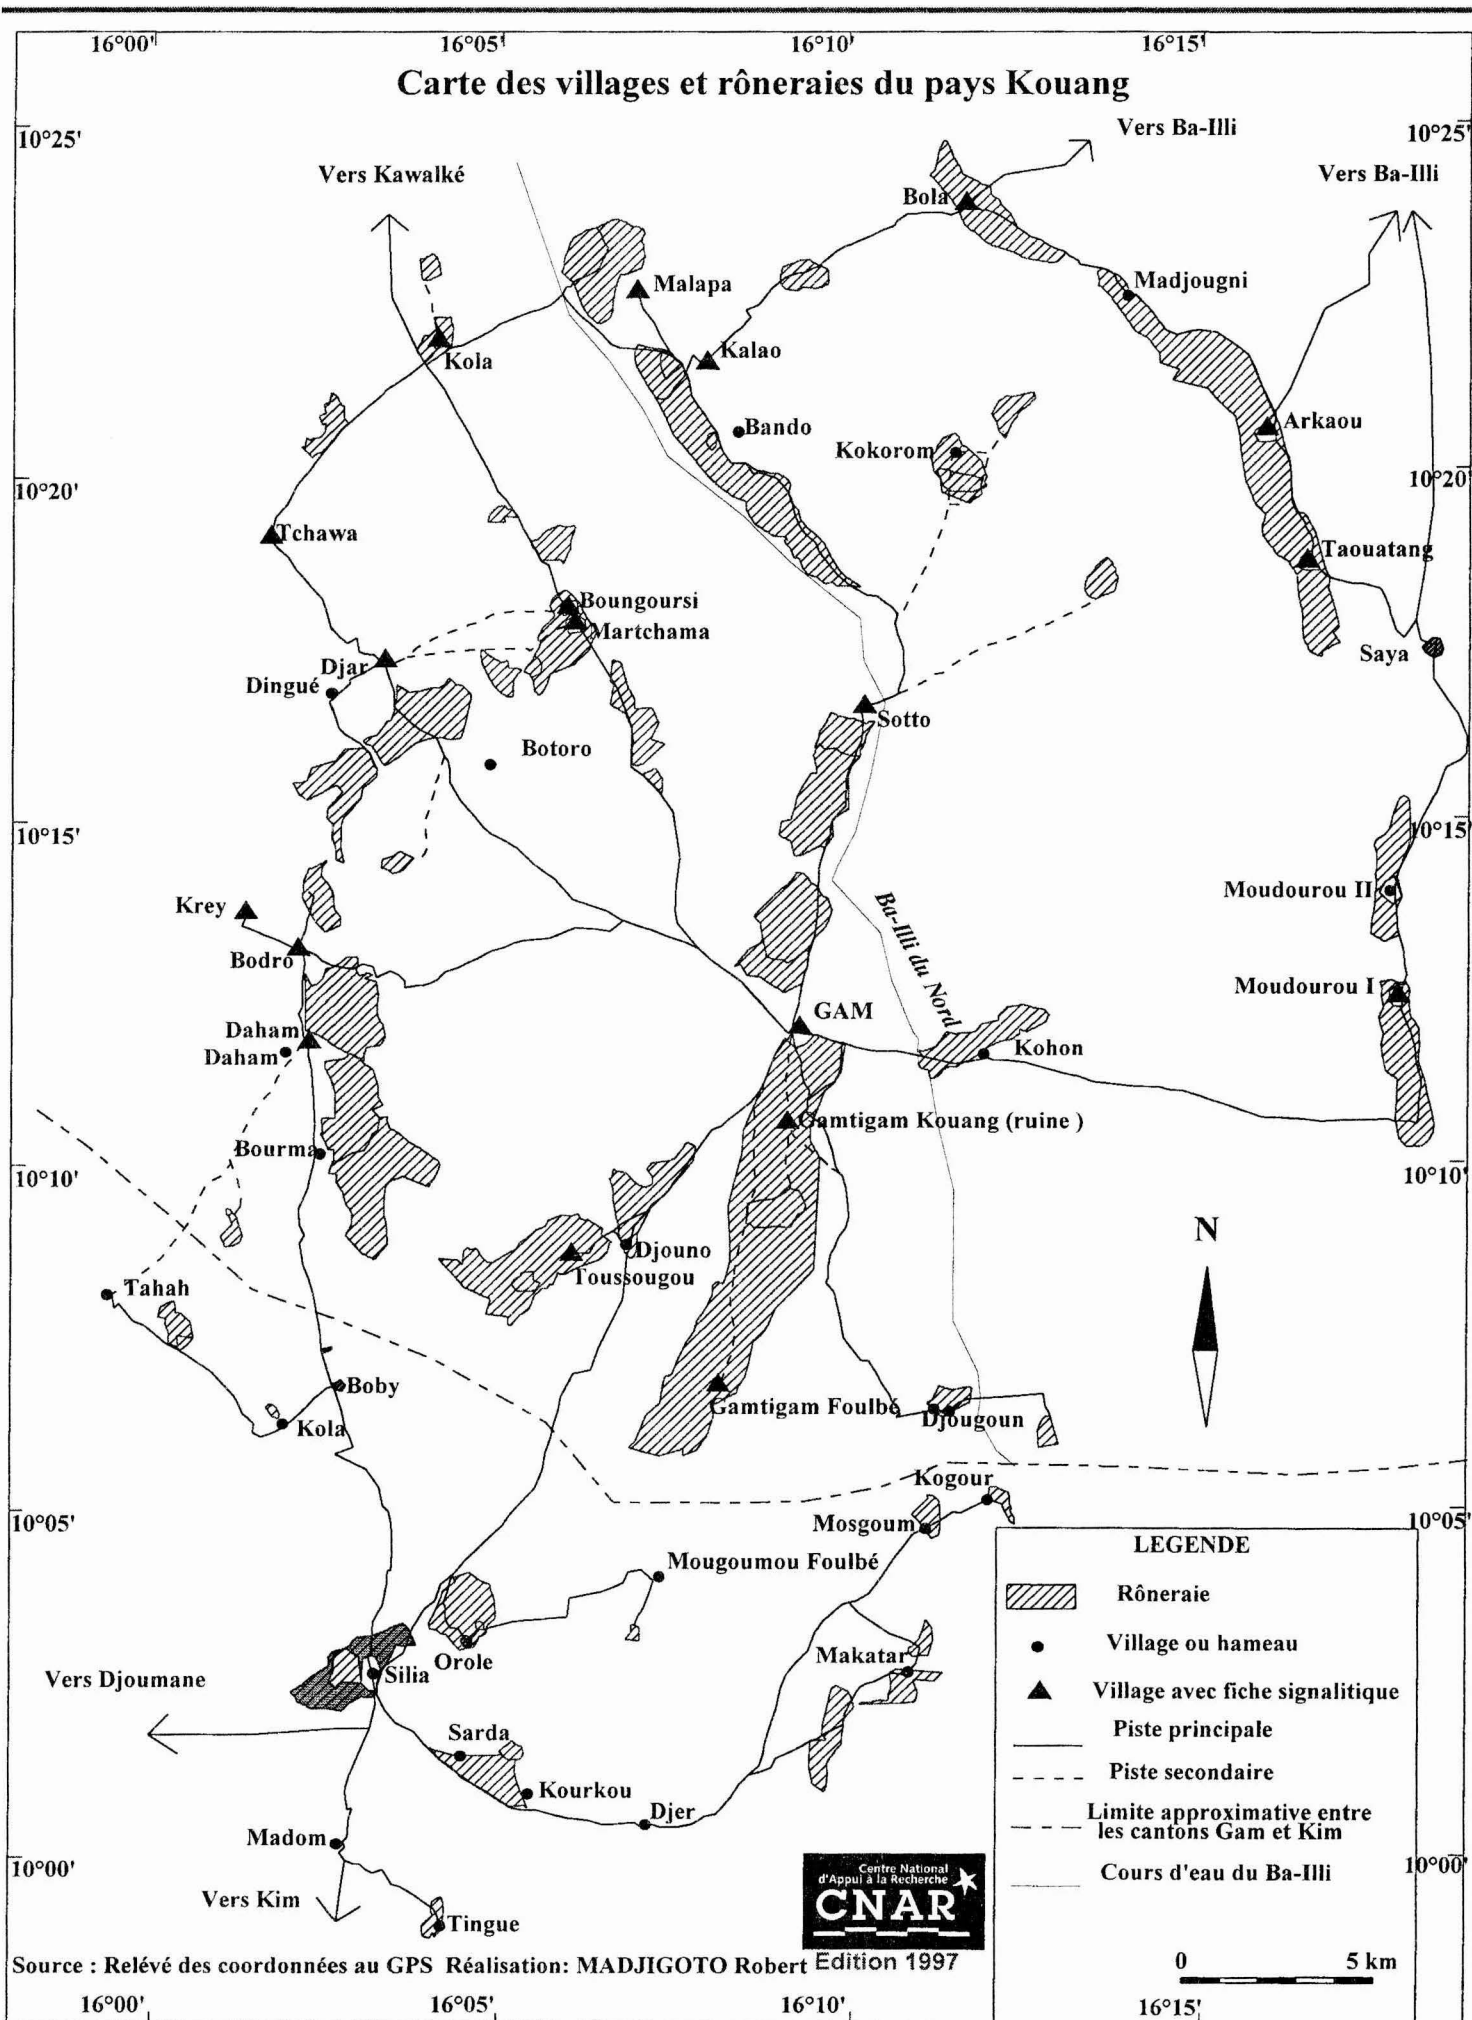 16°00' 16°05' 16°10' 16°15'
Carte des villages et rôneraies du pays Kouang
10°25' Vers Ba-Illi 10°25'
Vers Kawalké Vers Ba-Illi
Bola
Malapa Madjougni
Kalao
Kola
Bando Arkaou
Kokorom
10°20' 10°20'
Tchawa Taouatang
Boungoursi
Martchama
Djar Saya
Dingué
Sotto
Botoro
10°15' 10°15'
Krey Moudourou II
Ba-Illi du Nord
Bodro
Moudourou I
GAM
Daham
Daham Kohon
Gamtigam Kouang (ruine )
Bourma
10°10' 10°10'
N
Djouno
Toussougou
Tahah
Boby
Gamtigam Foulbé
Djougoun
Kola
Kogour
10°05' Mosgoum 10°05'
Mougoumou Foulbé
Orole Makatar
Silia
Vers Djoumane
Sarda
Kourkou
Djer
Madom
10°00' 10°00'
Vers Kim
Tingue
LEGENDE
Rôneraie
Village ou hameau
Village avec fiche signalitique
Piste principale
Piste secondaire
Limite approximative entre
les cantons Gam et Kim
Cours d'eau du Ba-Illi
0 5 km
Centre National
d'Appui à la Recherche
CNAR
Edition 1997
Source : Relévé des coordonnées au GPS Réalisation: MADJIGOTO Robert
16°00' 16°05' 16°10' 16°15'